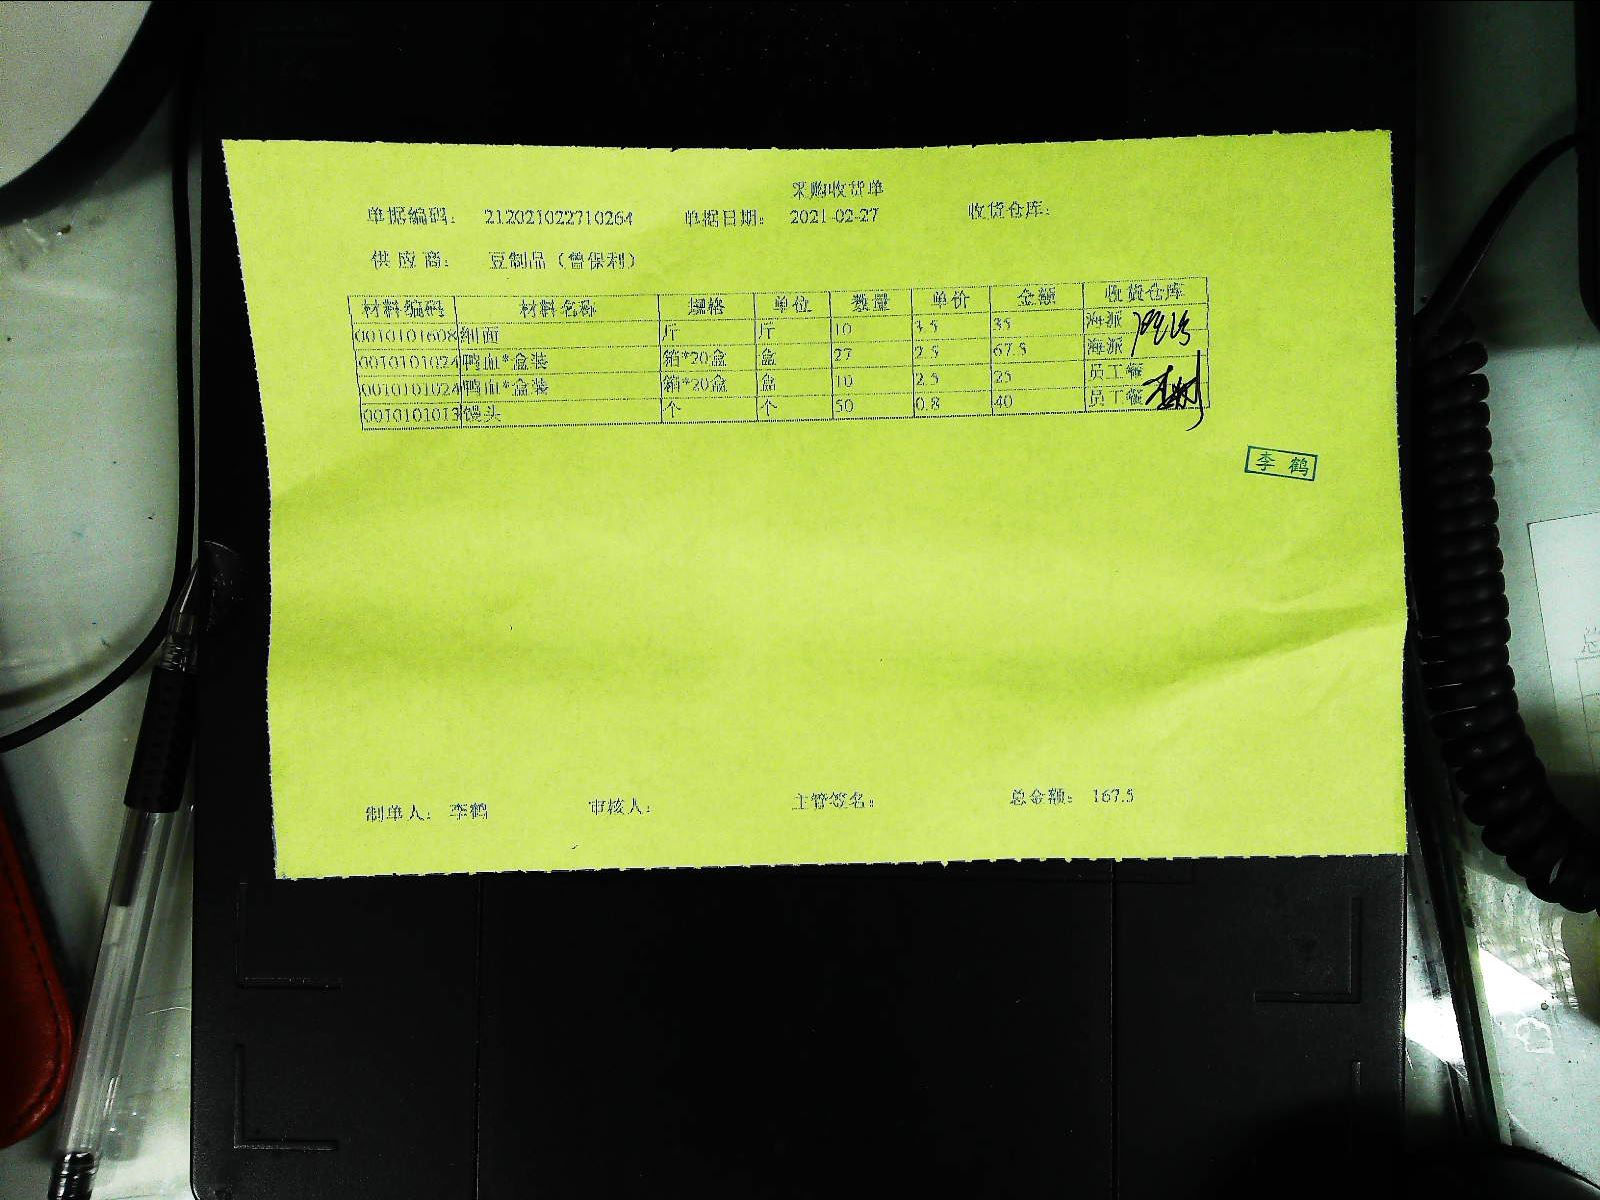 采购收货单
单据编码： 212021022710264 单据日期： 2021-02-27 收货仓库：
供应商： 豆制品（鲁保利）
材料编码 材料名称 规格 单位 数量 单价 金额 收货仓库
0010101608 细面 斤 斤 10 3.5 35 海派
0010101024 鸭血*盒装 箱*20盒 盒 27 2.5 67.5 海派
0010101024 鸭血*盒装 箱*20盒 盒 10 2.5 25 员工餐
0010101013 馒头 个 个 50 0.8 40 员工餐
李鹤
制单人： 李鹤 审核人： 主管签名： 总金额： 167.5